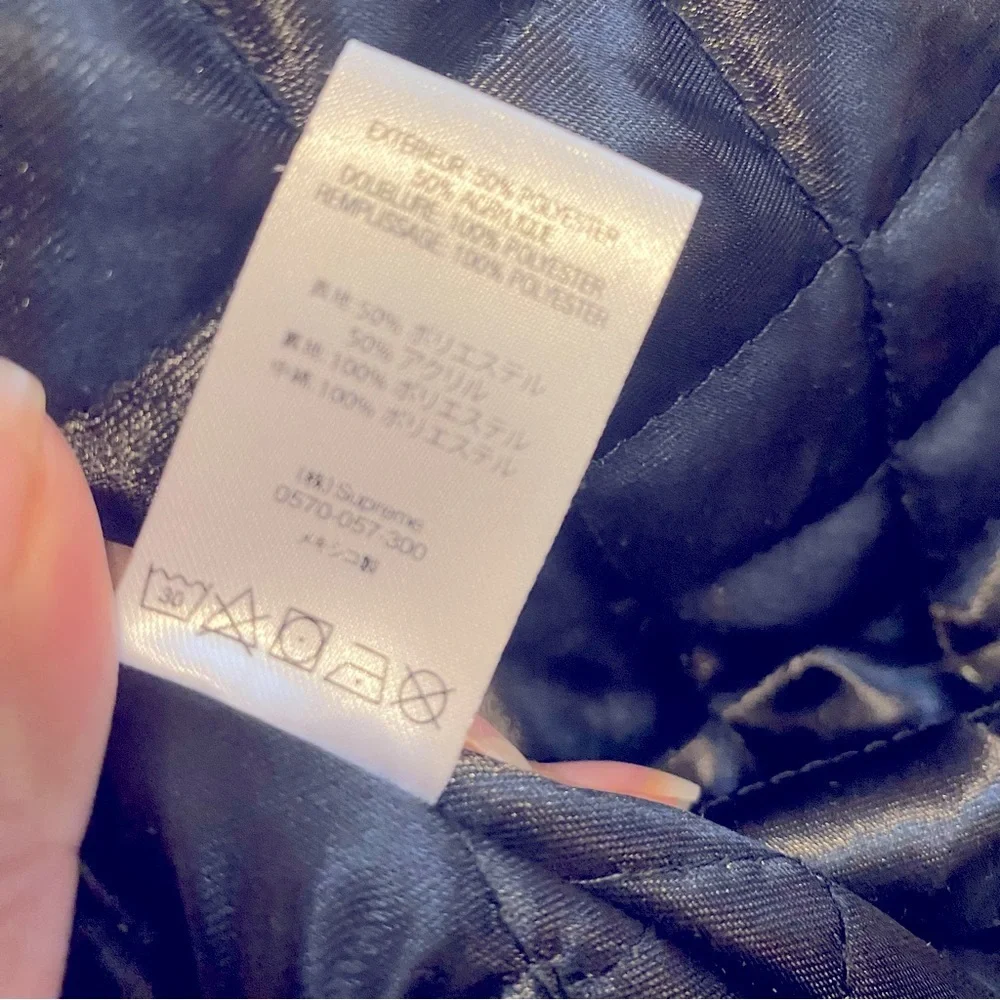 EXTERIEUR: 50% POLYESTER
50% ACRYLIQUE
DOUBLURE: 100% POLYESTER
REMPLISSAGE: 100% POLYESTER
表地:50% ポリエステル
50% アクリル
裏地:100% ポリエステル
中綿:100% ポリエステル
(株)Supreme
0570-057-300
メキシコ製
30